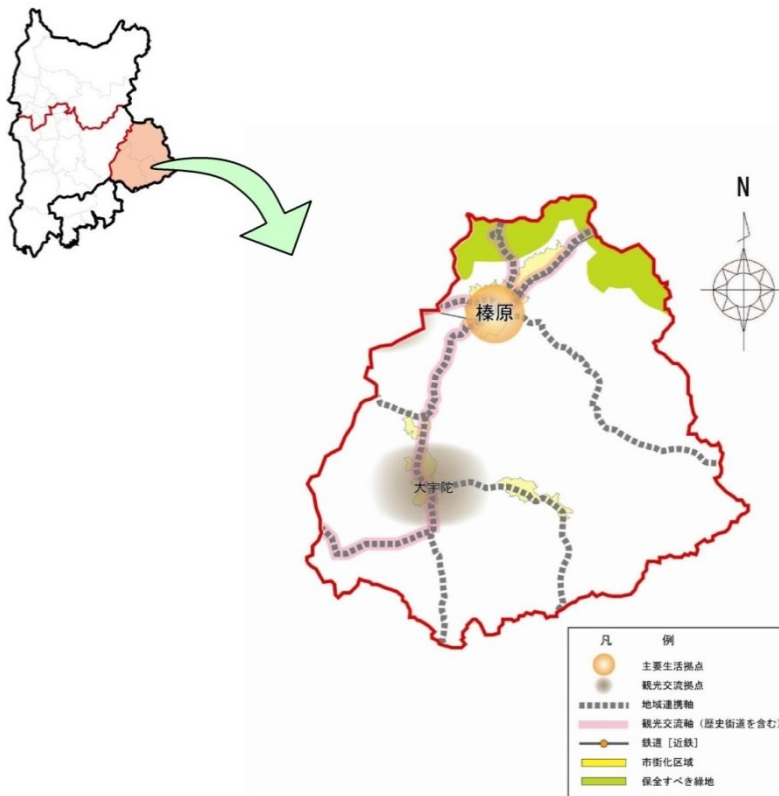 N
榛原
大宇陀
凡 例
主要生活拠点
観光交流拠点
地域連携軸
観光交流軸（歴史街道を含む）
鉄道［近鉄］
市街化区域
保全すべき緑地